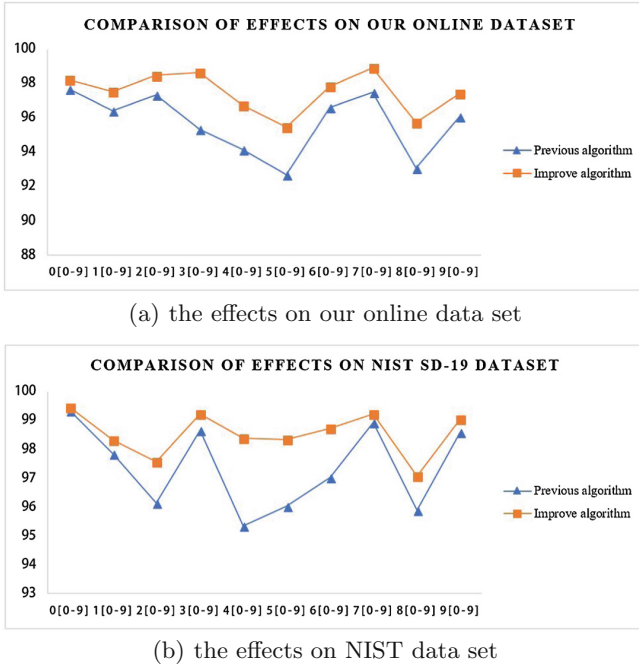 COMPARISON OF EFFECTS ON OUR ONLINE DATASET
100
98
96
94
92
90
88
0[0-9] 1[0-9] 2[0-9] 3[0-9] 4[0-9] 5[0-9] 6[0-9] 7[0-9] 8[0-9] 9[0-9]
Previous algorithm
Improve algorithm
(a) the effects on our online data set
COMPARISON OF EFFECTS ON NIST SD-19 DATASET
100
99
98
97
96
95
94
93
0[0-9] 1[0-9] 2[0-9] 3[0-9] 4[0-9] 5[0-9] 6[0-9] 7[0-9] 8[0-9] 9[0-9]
Previous algorithm
Improve algorithm
(b) the effects on NIST data set